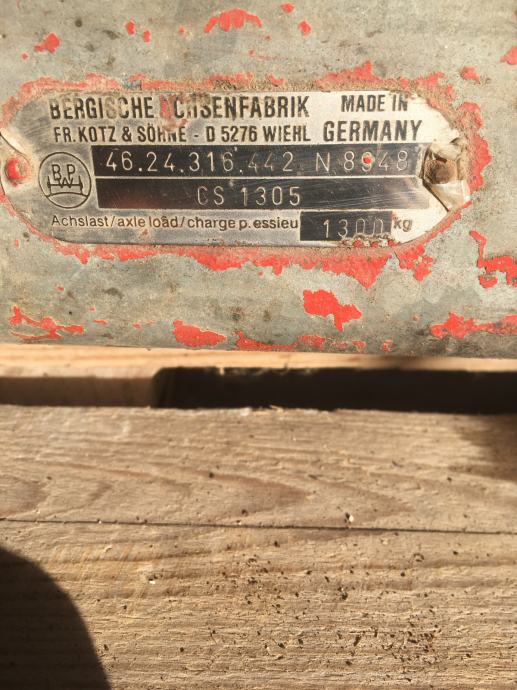 BERGISCHE ACHSENFABRIK MADE IN
FR. KOTZ & SÖHNE - D 5276 WIEHL GERMANY
BPW
46.24.316.442 N 8948
CS 1305
Achslast/axle load/charge p. essieu 1300 kg